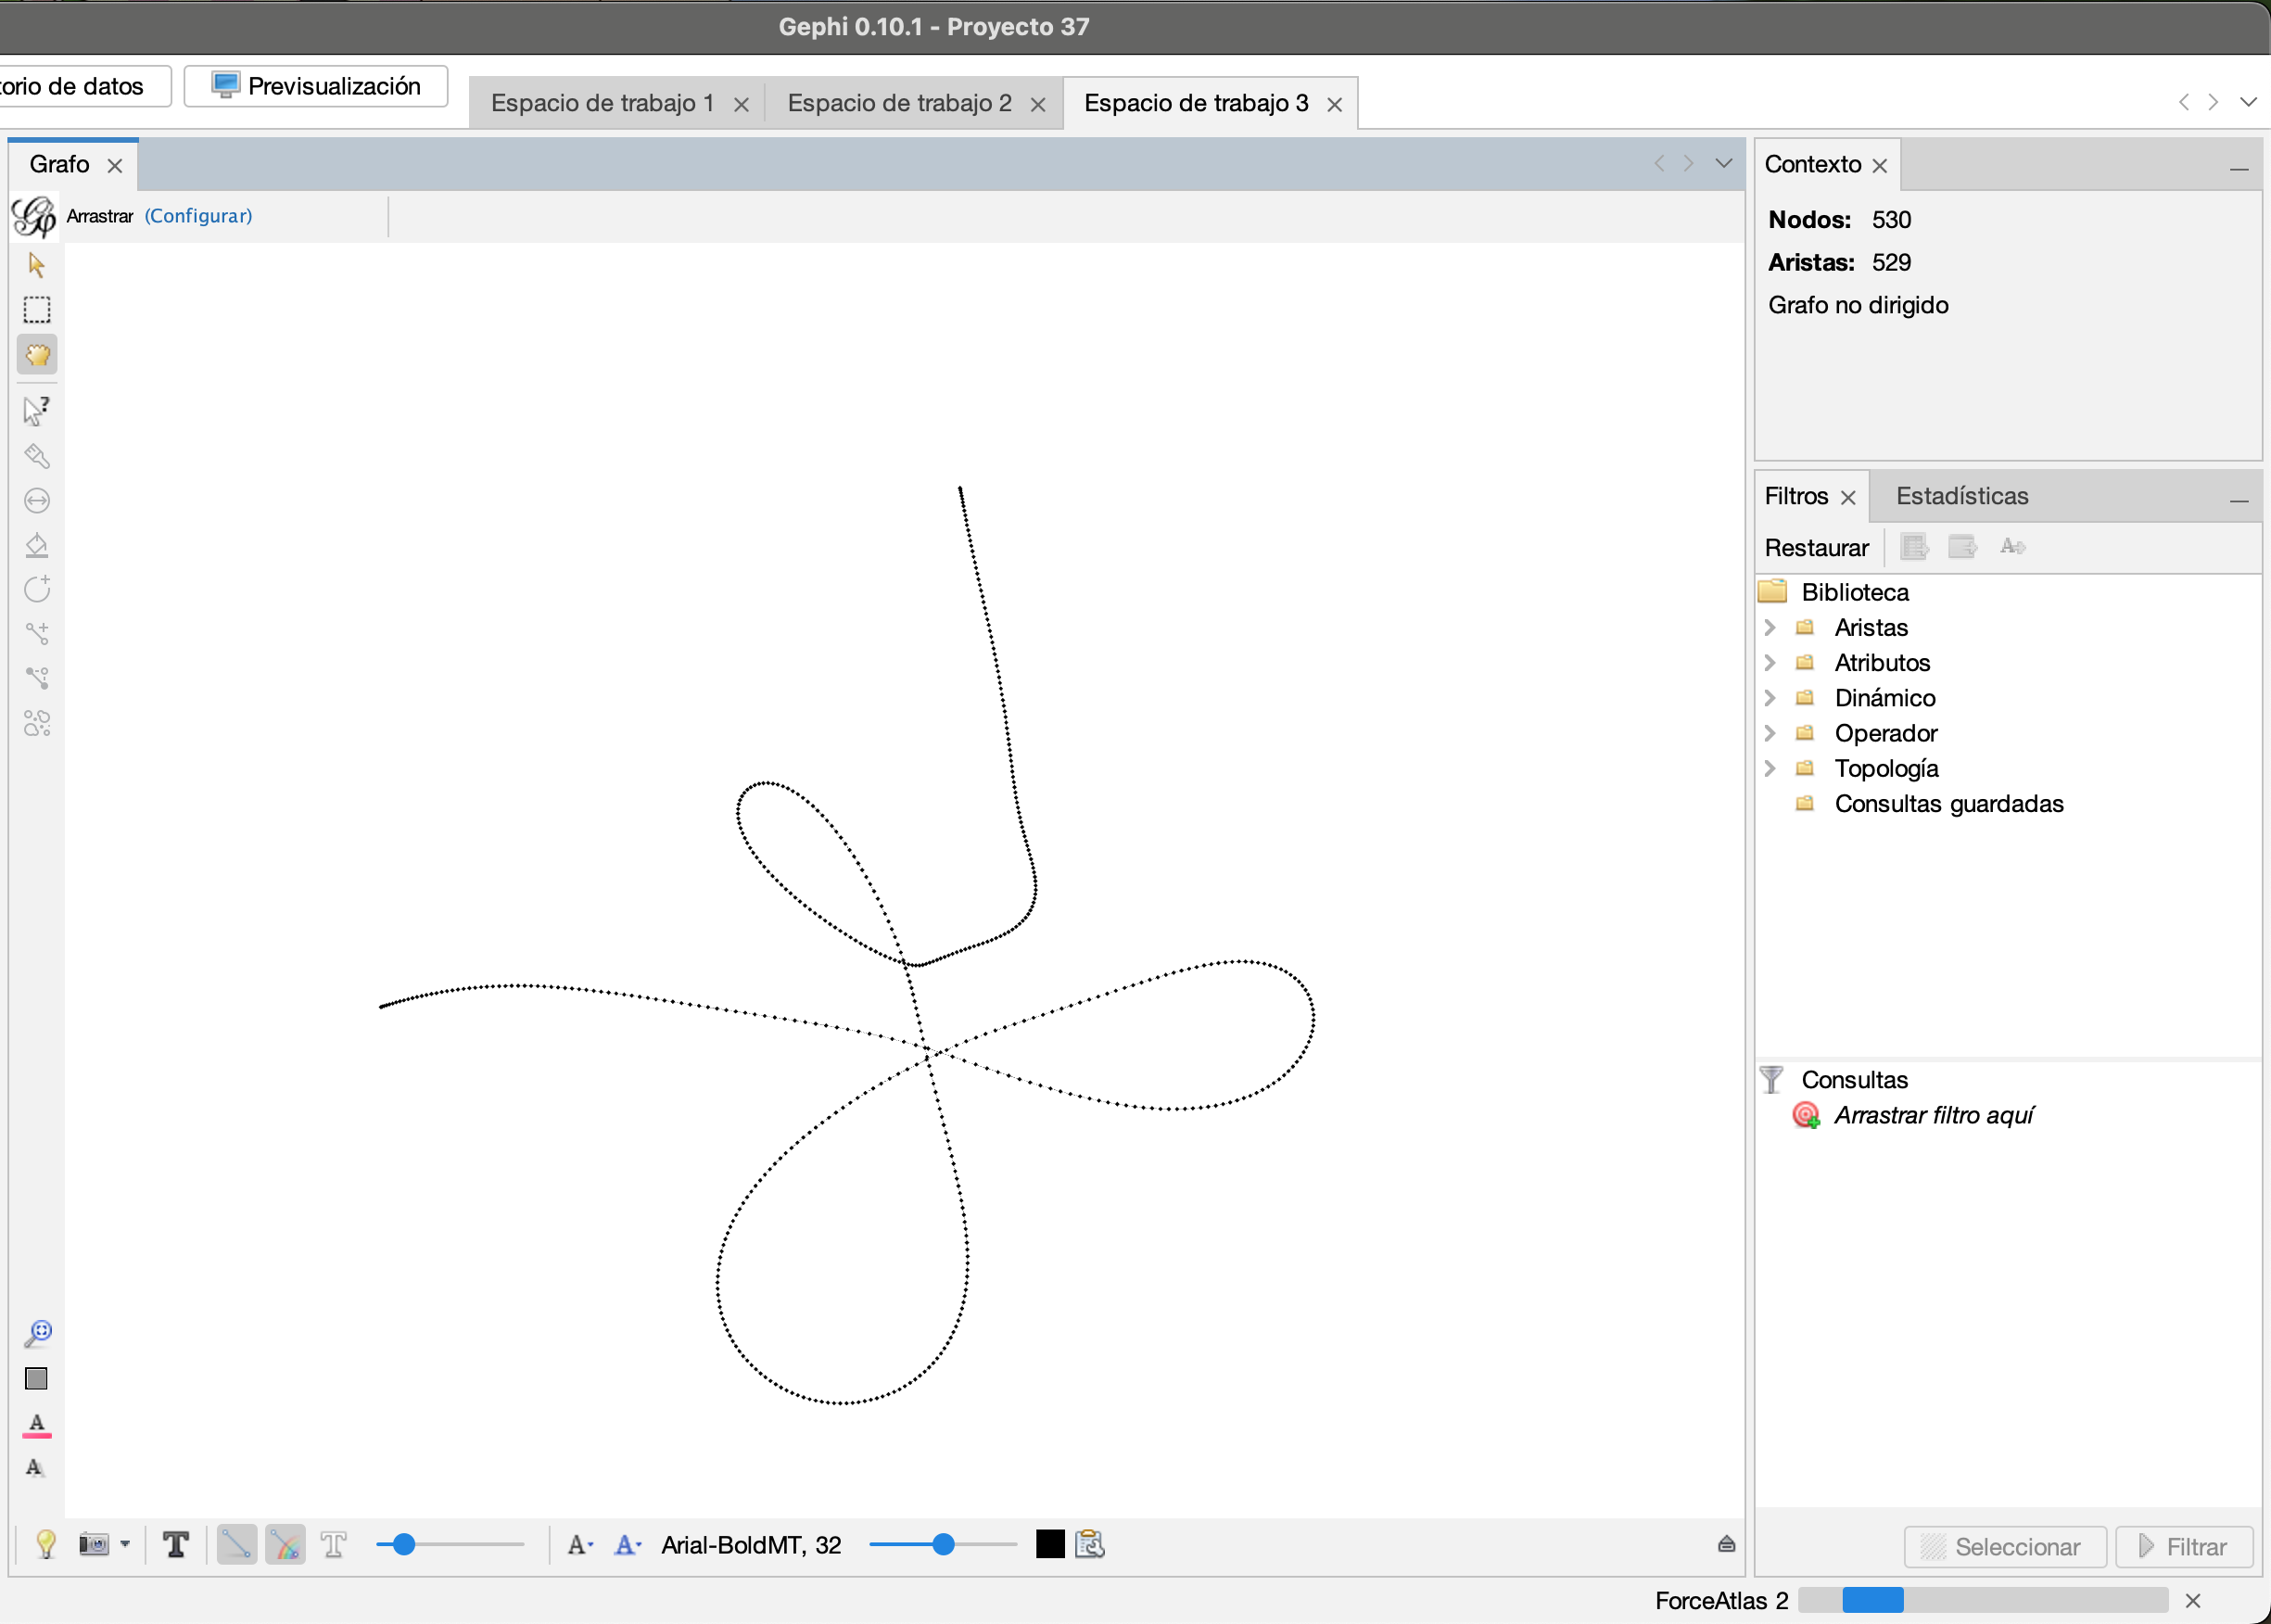 Gephi 0.10.1 - Proyecto 37
torio de datos
Previsualización
Espacio de trabajo 1
Espacio de trabajo 2
Espacio de trabajo 3
Grafo
Arrastrar (Configurar)
Contexto
Nodos: 530
Aristas: 529
Grafo no dirigido
Filtros
Estadísticas
Restaurar
Biblioteca
Aristas
Atributos
Dinámico
Operador
Topología
Consultas guardadas
Consultas
Arrastrar filtro aquí
Seleccionar
Filtrar
Arial-BoldMT, 32
ForceAtlas 2